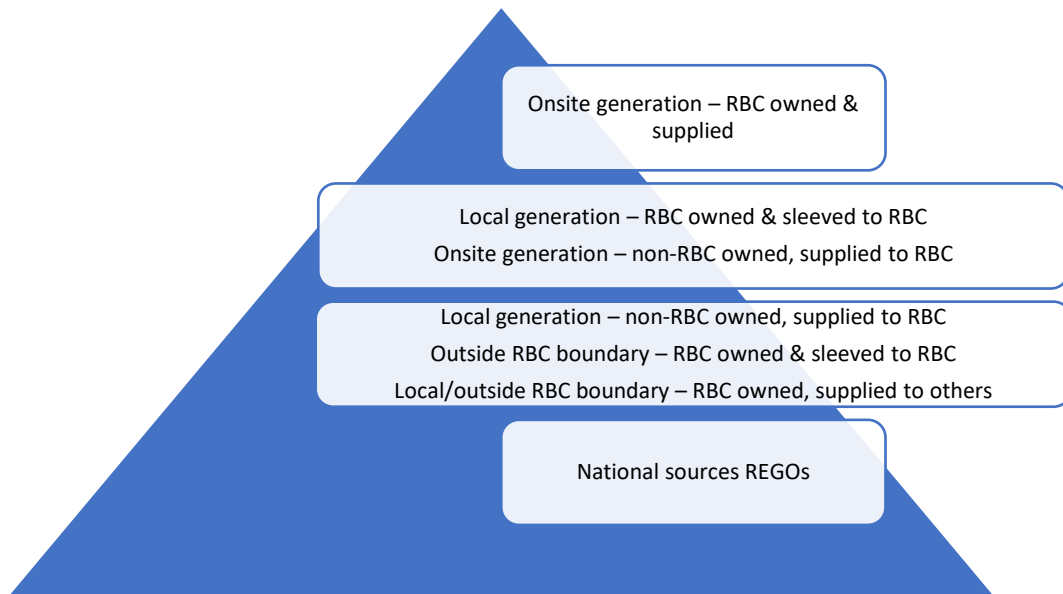 Onsite generation – RBC owned &
supplied
Local generation – RBC owned & sleeved to RBC
Onsite generation – non-RBC owned, supplied to RBC
Local generation – non-RBC owned, supplied to RBC
Outside RBC boundary – RBC owned & sleeved to RBC
Local/outside RBC boundary – RBC owned, supplied to others
National sources REGOs